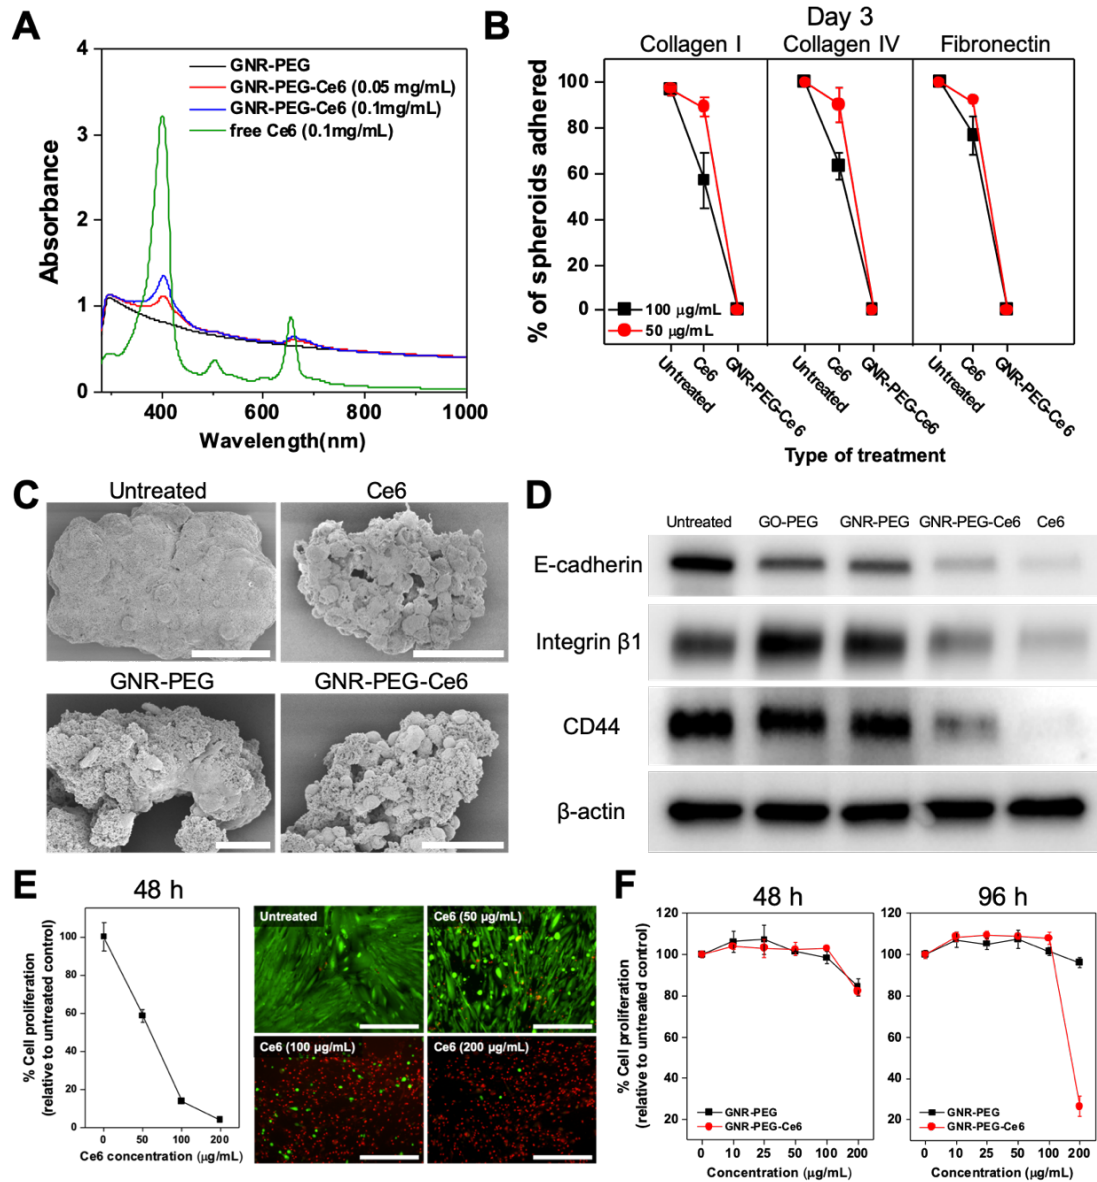 A
4
3
2
1
0
400
600
800
1000
Absorbance
Wavelength(nm)
GNR-PEG
GNR-PEG-Ce6 (0.05 mg/mL)
GNR-PEG-Ce6 (0.1mg/mL)
free Ce6 (0.1mg/mL)
B
Day 3
Collagen I
Collagen IV
Fibronectin
100
80
60
40
20
0
% of spheroids adhered
100 µg/mL
50 µg/mL
Untreated
Ce6
GNR-PEG-Ce6
Untreated
Ce6
GNR-PEG-Ce6
Untreated
Ce6
GNR-PEG-Ce6
Type of treatment
C
Untreated
Ce6
GNR-PEG
GNR-PEG-Ce6
D
Untreated
GO-PEG
GNR-PEG
GNR-PEG-Ce6
Ce6
E-cadherin
Integrin β1
CD44
β-actin
E
48 h
100
80
60
40
20
0
% Cell proliferation
(relative to untreated control)
0
50
100
200
Ce6 concentration (µg/mL)
Untreated
Ce6 (50 µg/mL)
Ce6 (100 µg/mL)
Ce6 (200 µg/mL)
F
48 h
120
100
80
60
40
20
% Cell proliferation
(relative to untreated control)
GNR-PEG
GNR-PEG-Ce6
0
10
25
50
100
200
Concentration (µg/mL)
96 h
120
100
80
60
40
20
GNR-PEG
GNR-PEG-Ce6
0
10
25
50
100
200
Concentration (µg/mL)